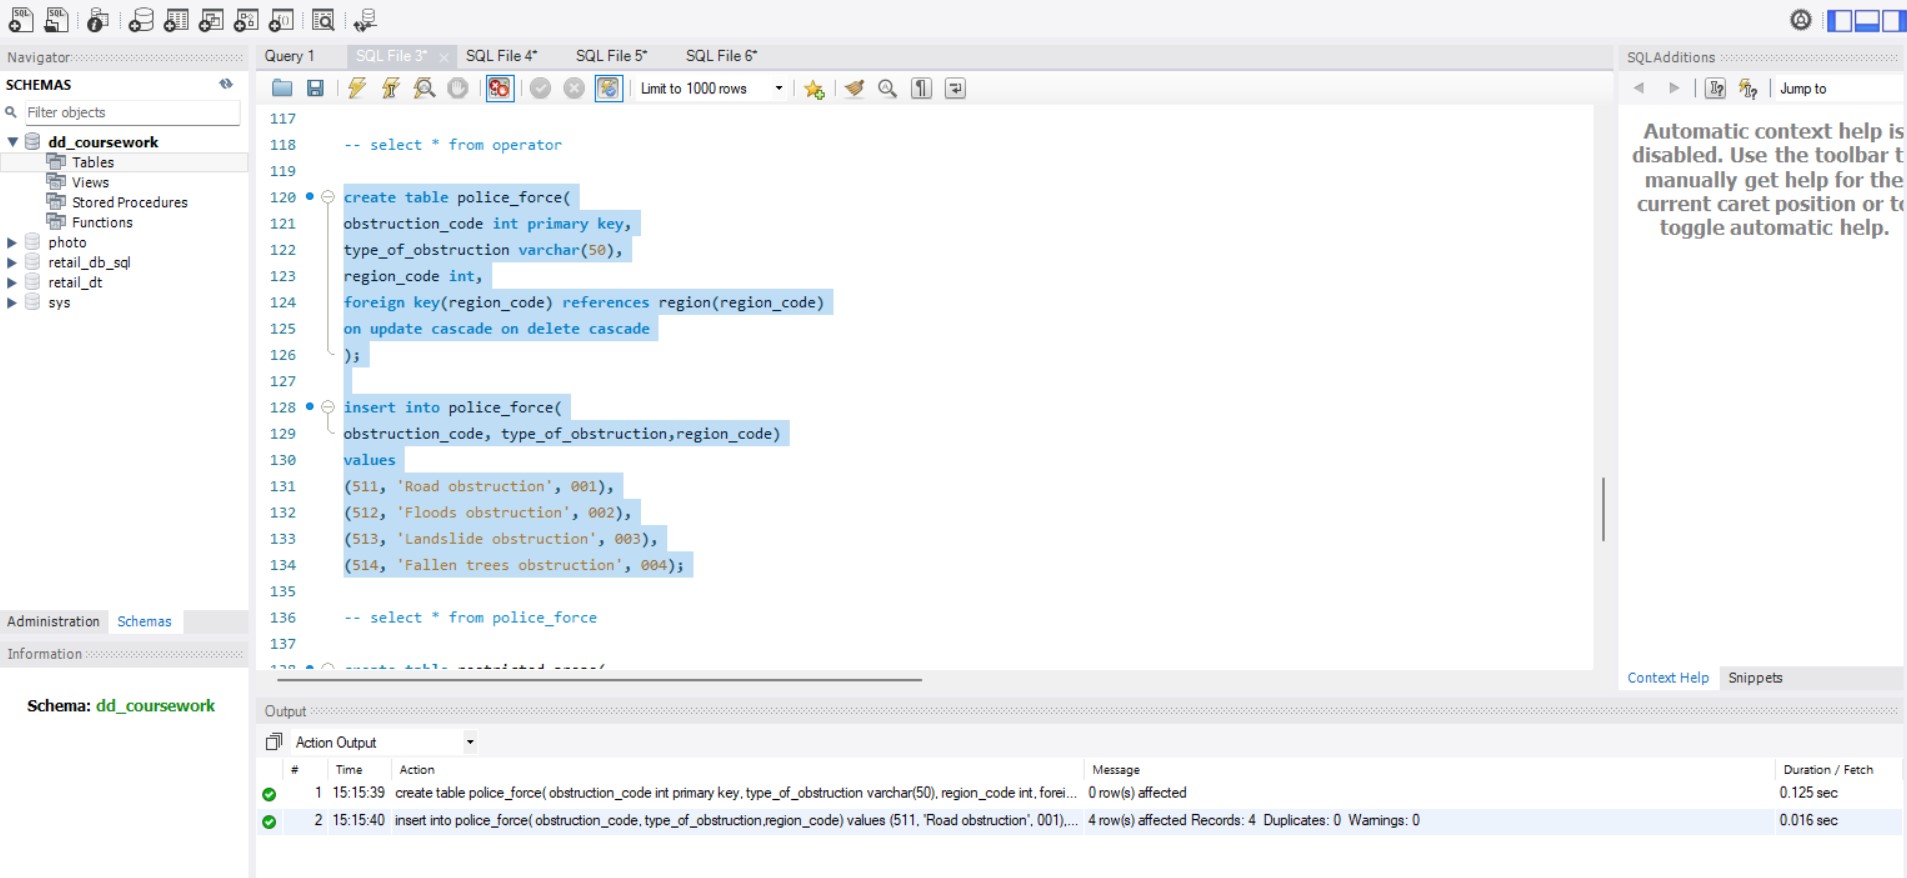 Navigator
SCHEMAS
Filter objects
dd_coursework
Tables
Views
Stored Procedures
Functions
photo
retail_db_sql
retail_dt
sys
Administration
Schemas
Information
Schema: dd_coursework
Query 1
SQL File 3*
SQL File 4*
SQL File 5*
SQL File 6*
Limit to 1000 rows
117
118 -- select * from operator
119
120 create table police_force(
121 obstruction_code int primary key,
122 type_of_obstruction varchar(50),
123 region_code int,
124 foreign key(region_code) references region(region_code)
125 on update cascade on delete cascade
126 );
127
128 insert into police_force(
129 obstruction_code, type_of_obstruction,region_code)
130 values
131 (511, 'Road obstruction', 001),
132 (512, 'Floods obstruction', 002),
133 (513, 'Landslide obstruction', 003),
134 (514, 'Fallen trees obstruction', 004);
135
136 -- select * from police_force
137
138 create table restricted_areas(
SQLAdditions
Jump to
Automatic context help is
disabled. Use the toolbar t
manually get help for the
current caret position or to
toggle automatic help.
Context Help
Snippets
Output
Action Output
# Time Action Message Duration / Fetch
1 15:15:39 create table police_force( obstruction_code int primary key, type_of_obstruction varchar(50), region_code int, forei... 0 row(s) affected 0.125 sec
2 15:15:40 insert into police_force( obstruction_code, type_of_obstruction,region_code) values (511, 'Road obstruction', 001),... 4 row(s) affected Records: 4 Duplicates: 0 Warnings: 0 0.016 sec